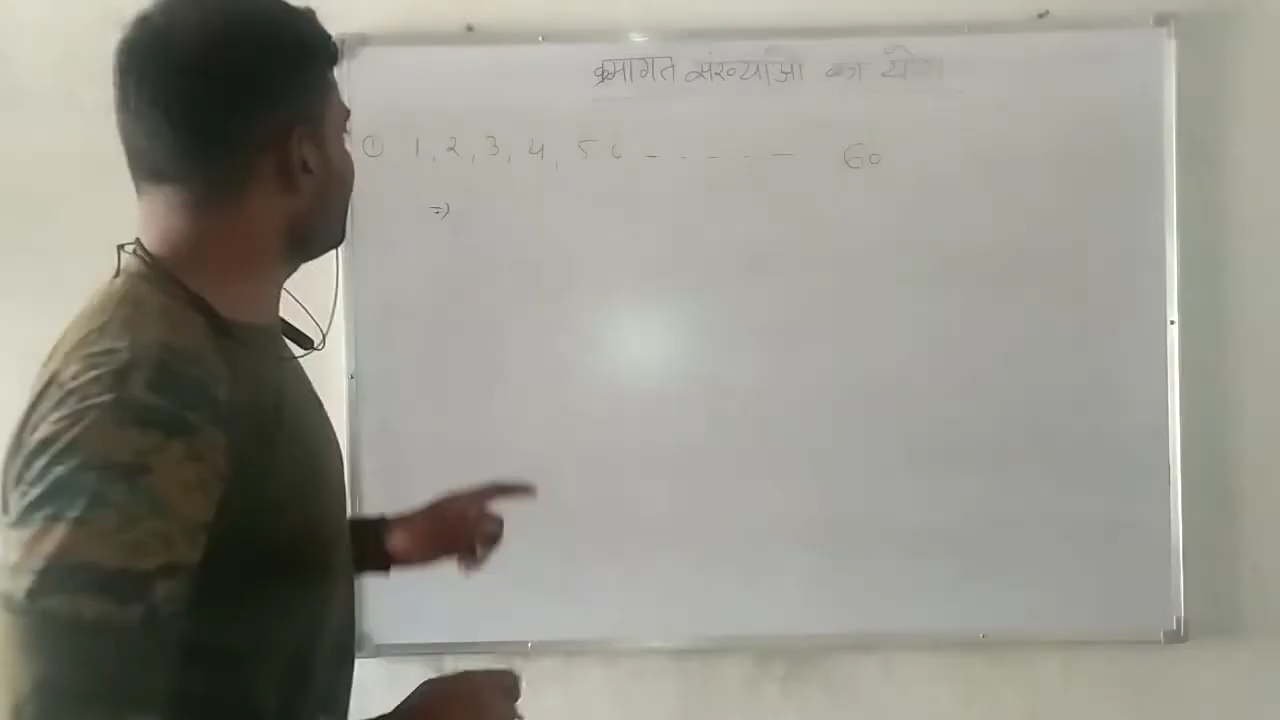 क्रमागत संख्याओ का योग
① 1, 2, 3, 4, 5 6 - - - - - 60
=>